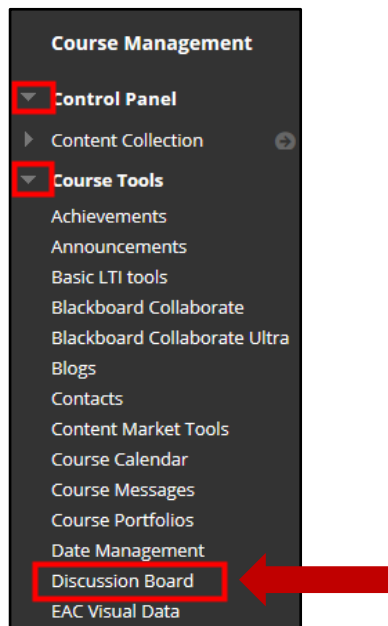 Course Management
Control Panel
Content Collection
Course Tools
Achievements
Announcements
Basic LTI tools
Blackboard Collaborate
Blackboard Collaborate Ultra
Blogs
Contacts
Content Market Tools
Course Calendar
Course Messages
Course Portfolios
Date Management
Discussion Board
EAC Visual Data